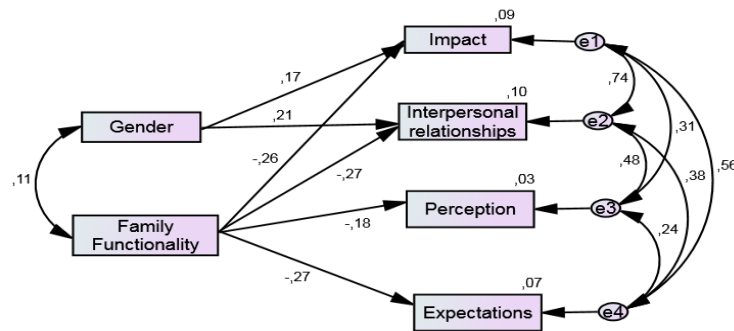 ,09
Impact
e1
,17
,74
,10
Gender
,21
Interpersonal
relationships
e2
-,26
,31
-,27
,11
,48
,38
,56
,03
Family
Functionality
-,18
Perception
e3
,24
-,27
,07
Expectations
e4